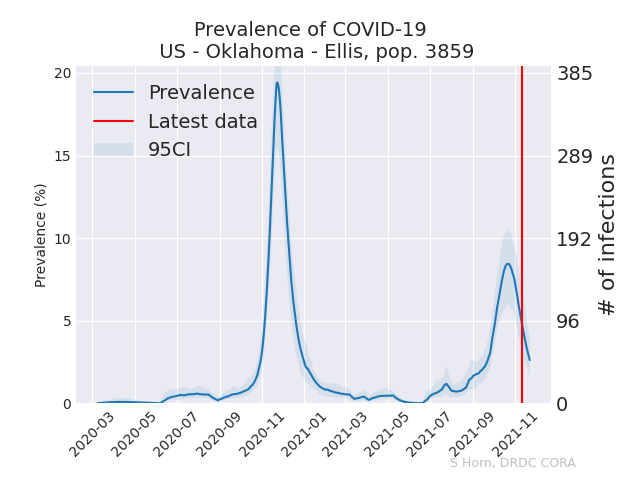 Prevalence of COVID-19
US - Oklahoma - Ellis, pop. 3859
Prevalence
Latest data
95CI
Prevalence (%)
20
15
10
5
0
385
289
192
96
0
# of infections
2020-03
2020-05
2020-07
2020-09
2020-11
2021-01
2021-03
2021-05
2021-07
2021-09
2021-11
S Horn, DRDC CORA